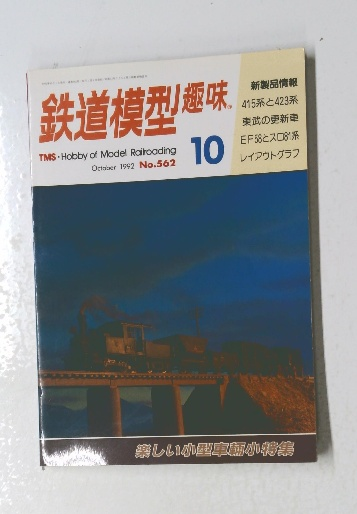 鉄道模型趣味
TMS・Hobby of Model Railroading
October 1992 No.562
10
新製品情報
415系と423系
東武の更新車
EF58とスロ81系
レイアウトグラフ
楽しい小型車輛小特集